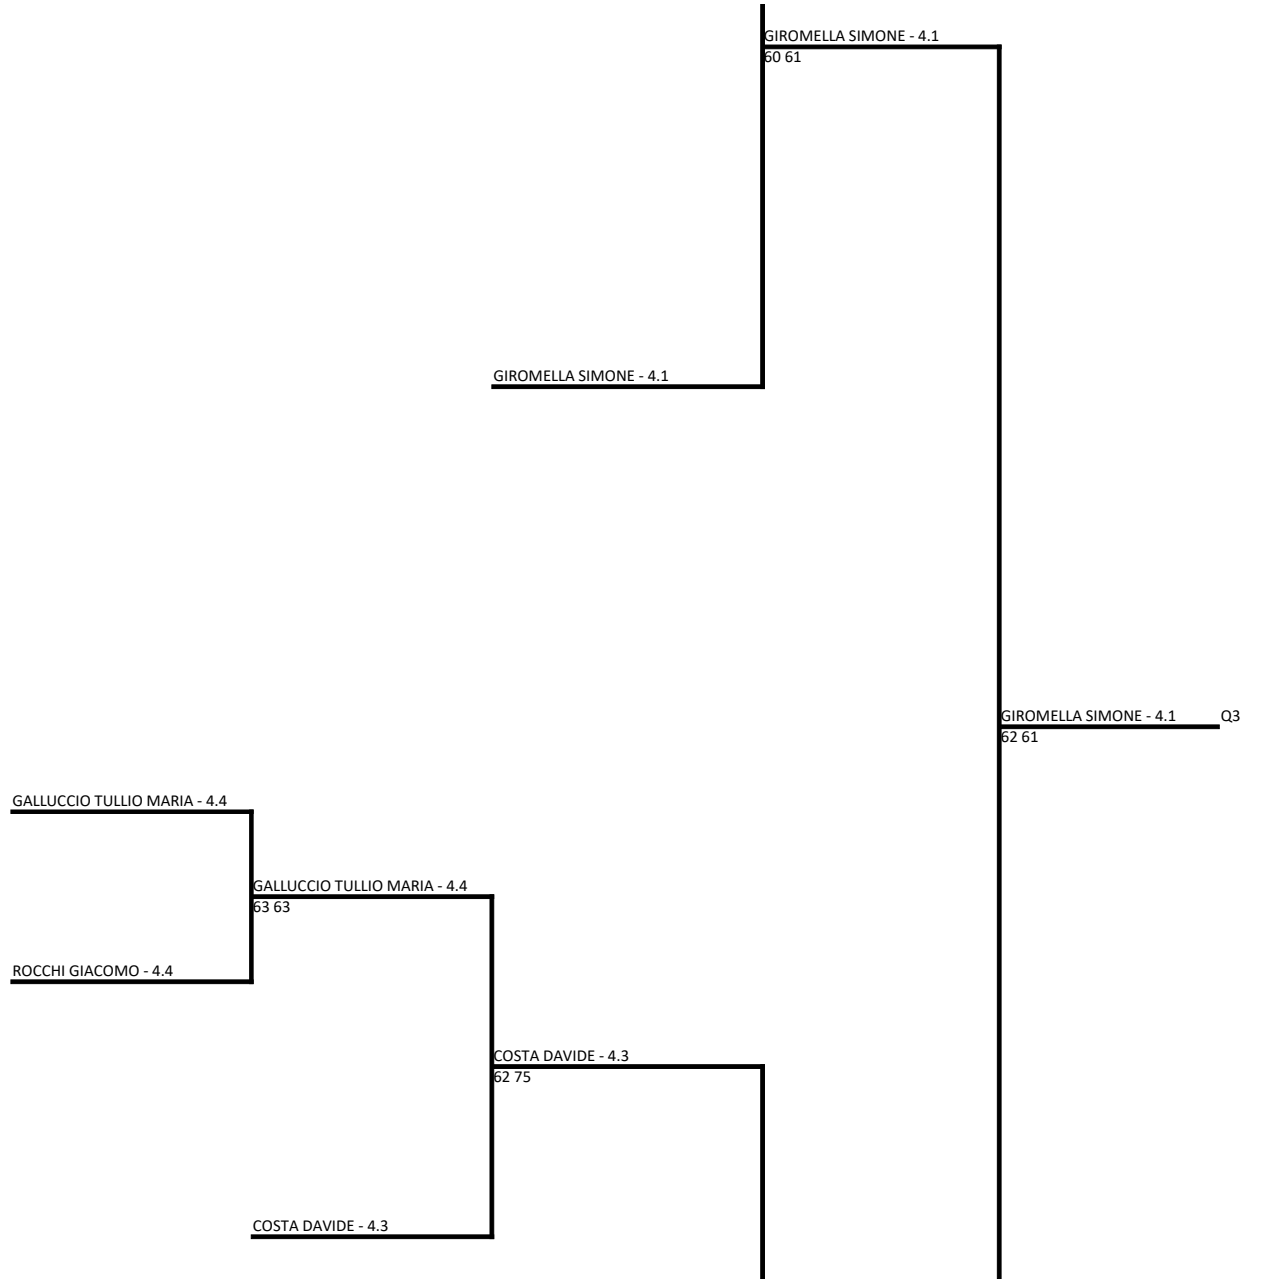 GIROMELLA SIMONE - 4.1
60 61
GIROMELLA SIMONE - 4.1
GIROMELLA SIMONE - 4.1 Q3
62 61
GALLUCCIO TULLIO MARIA - 4.4
GALLUCCIO TULLIO MARIA - 4.4
63 63
ROCCHI GIACOMO - 4.4
COSTA DAVIDE - 4.3
62 75
COSTA DAVIDE - 4.3